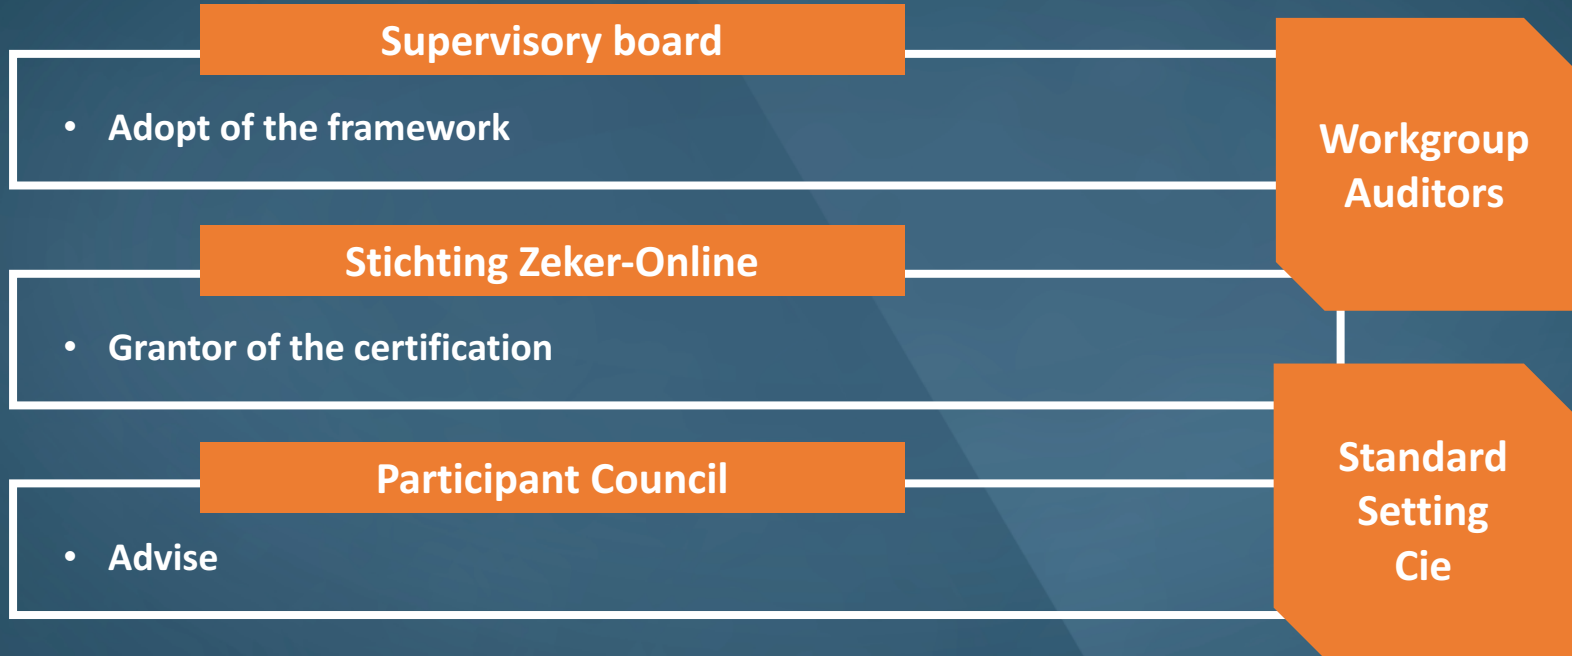 Supervisory board
• Adopt of the framework
Stichting Zeker-Online
• Grantor of the certification
Participant Council
• Advise
Workgroup
Auditors
Standard
Setting
Cie